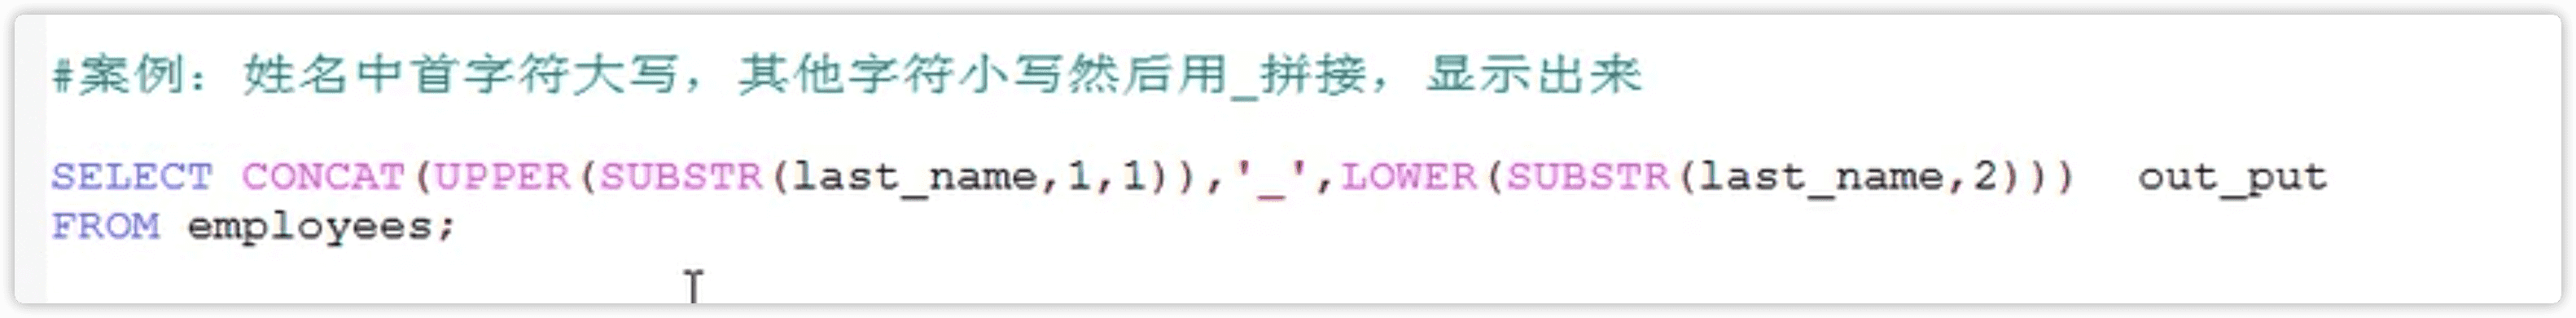 #案例：姓名中首字符大写，其他字符小写然后用_拼接，显示出来
SELECT CONCAT(UPPER(SUBSTR(last_name,1,1)),'_',LOWER(SUBSTR(last_name,2))) out_put
FROM employees;